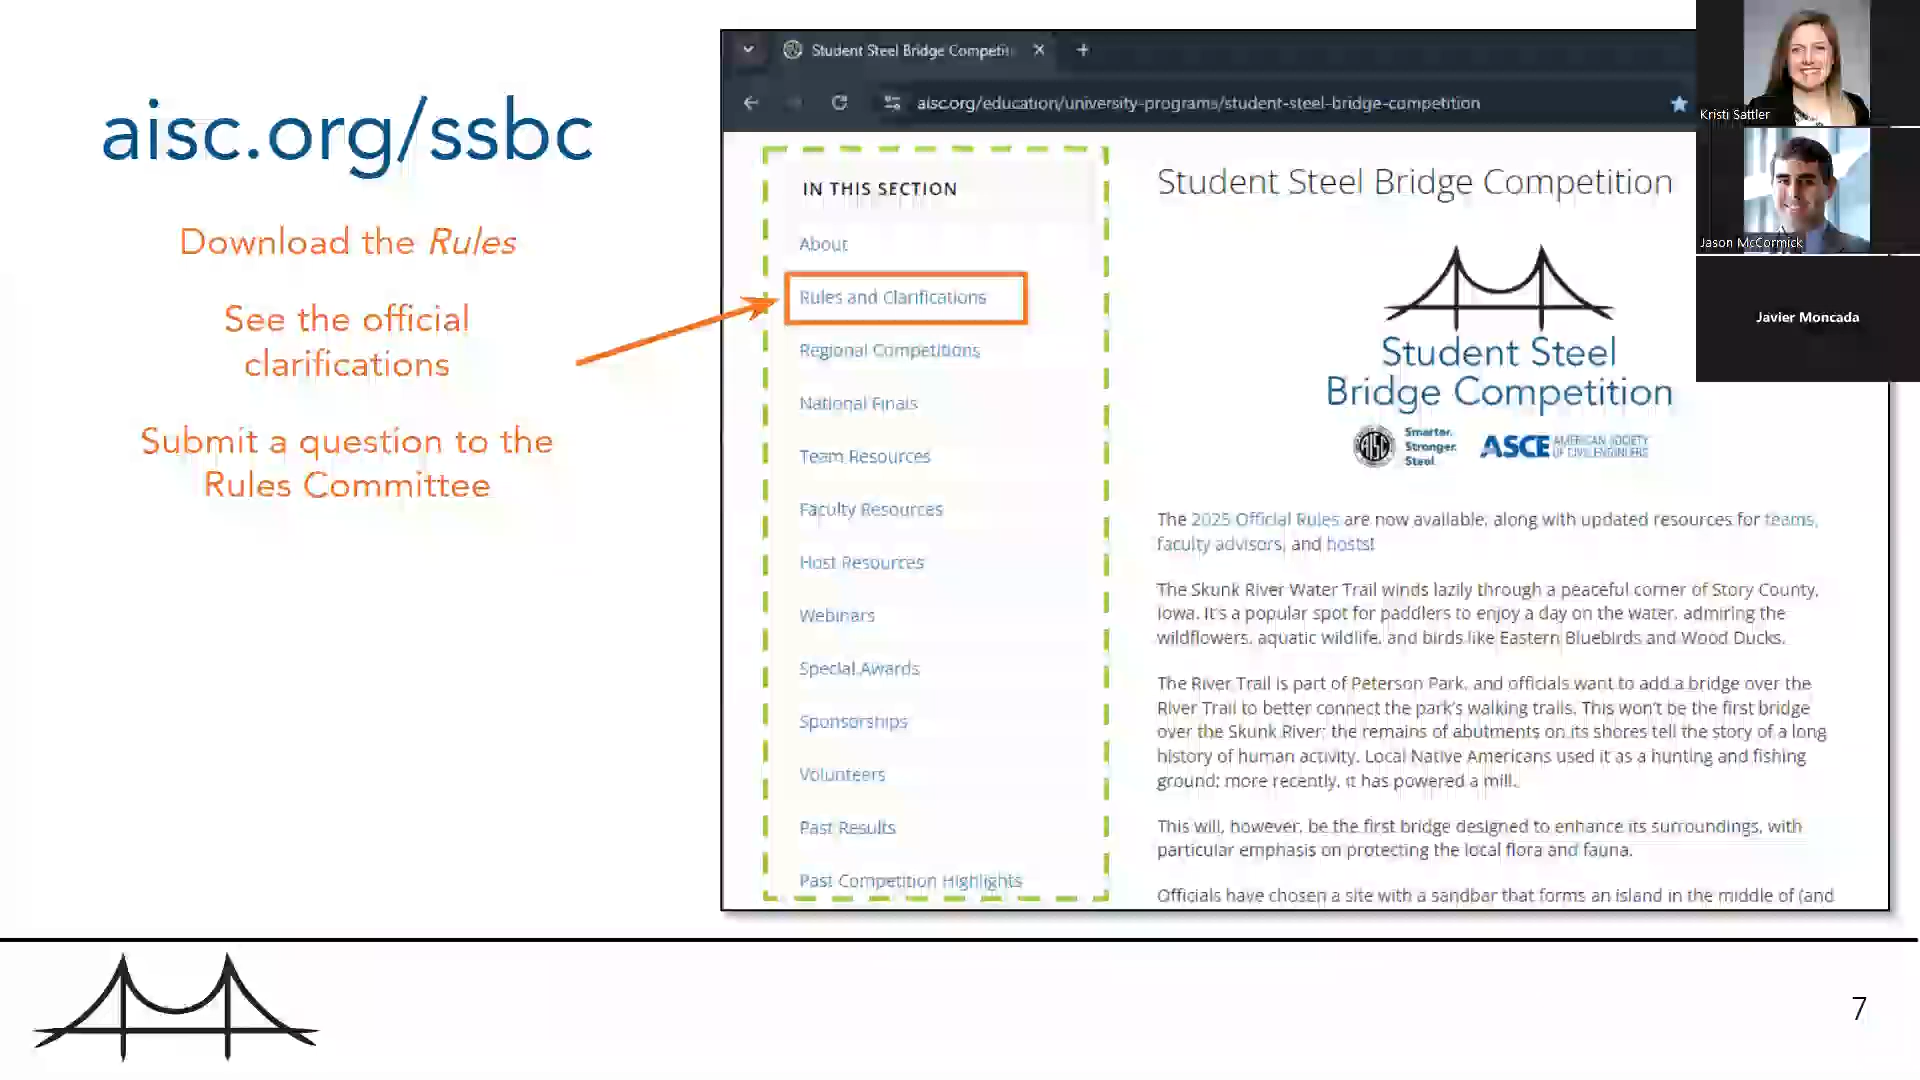 aisc.org/ssbc
Download the Rules
See the official
clarifications
Submit a question to the
Rules Committee
Student Steel Bridge Competiti
aisc.org/education/university-programs/student-steel-bridge-competition
IN THIS SECTION
About
Rules and Clarifications
Regional Competitions
National Finals
Team Resources
Faculty Resources
Host Resources
Webinars
Special Awards
Sponsorships
Volunteers
Past Results
Past Competition Highlights
Student Steel Bridge Competition
Student Steel
Bridge Competition
AISC
Smarter.
Stronger.
Steel.
ASCE AMERICAN SOCIETY
OF CIVIL ENGINEERS
The 2025 Official Rules are now available, along with updated resources for teams,
faculty advisors, and hosts!
The Skunk River Water Trail winds lazily through a peaceful corner of Story County,
Iowa. It's a popular spot for paddlers to enjoy a day on the water, admiring the
wildflowers, aquatic wildlife, and birds like Eastern Bluebirds and Wood Ducks.
The River Trail is part of Peterson Park, and officials want to add a bridge over the
River Trail to better connect the park's walking trails. This won't be the first bridge
over the Skunk River; the remains of abutments on its shores tell the story of a long
history of human activity. Local Native Americans used it as a hunting and fishing
ground; more recently, it has powered a mill.
This will, however, be the first bridge designed to enhance its surroundings, with
particular emphasis on protecting the local flora and fauna.
Officials have chosen a site with a sandbar that forms an island in the middle of (and
Kristi Sattler
Jason McCormick
Javier Moncada
7